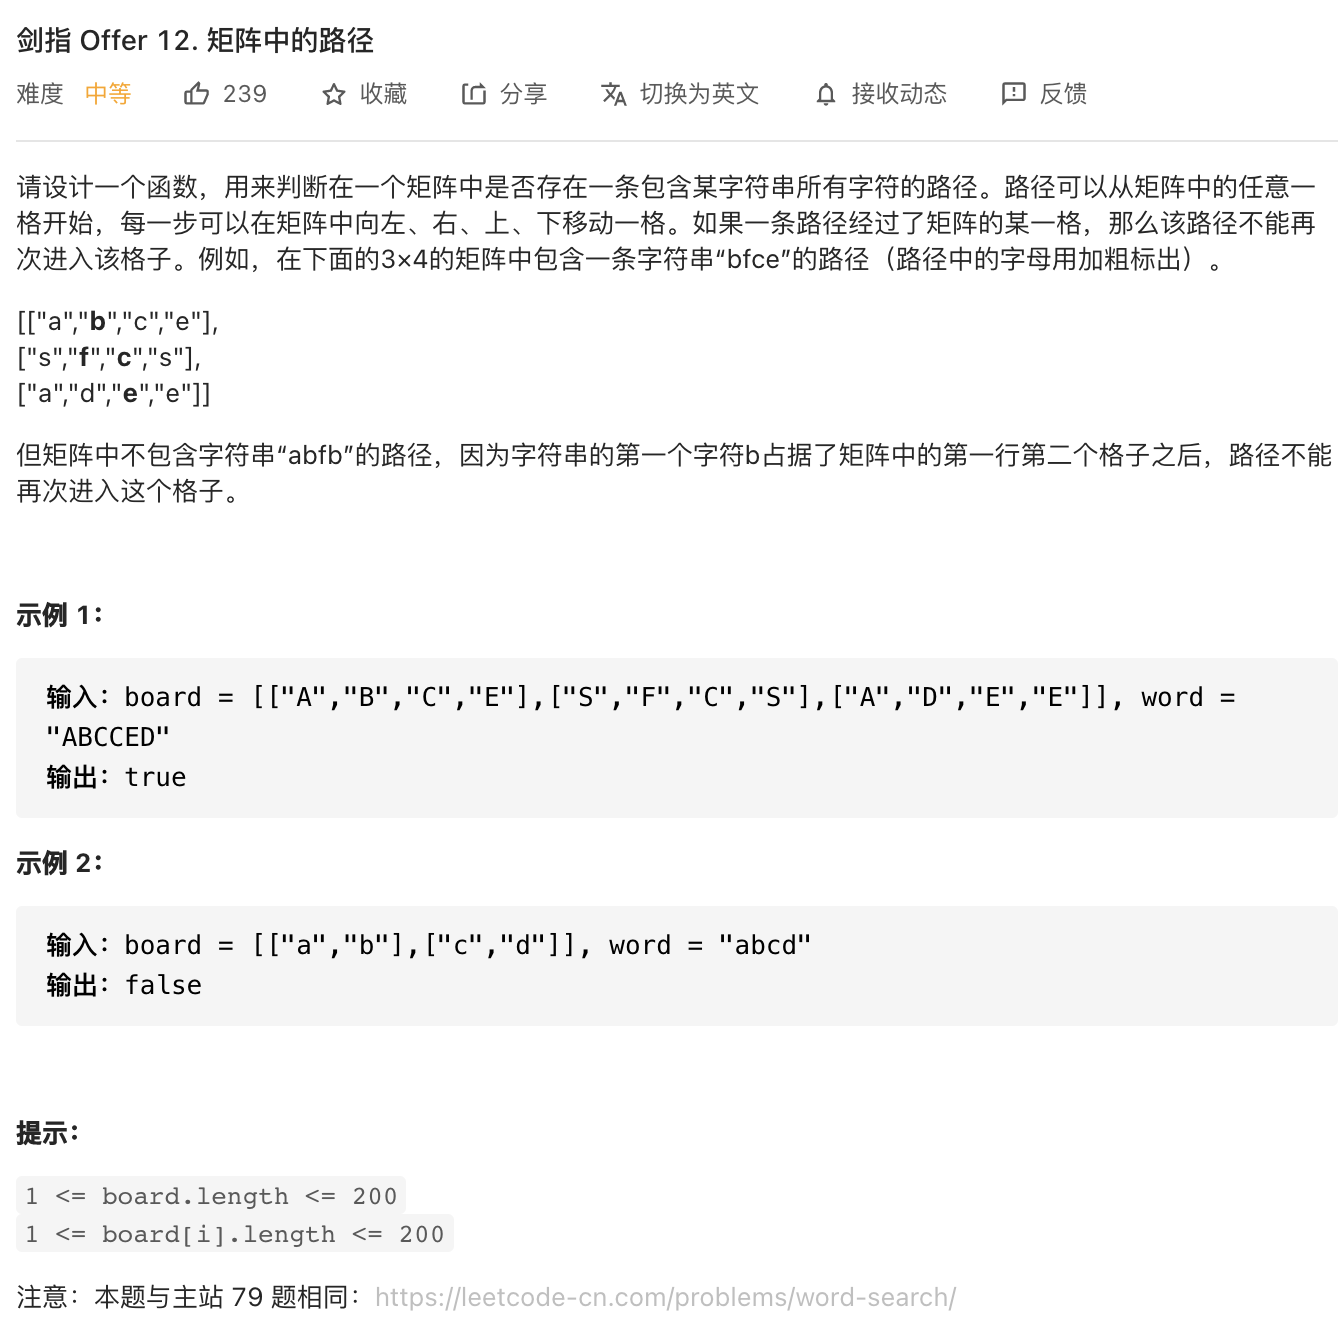 剑指 Offer 12. 矩阵中的路径
难度 中等 239 收藏 分享 切换为英文 接收动态 反馈
请设计一个函数，用来判断在一个矩阵中是否存在一条包含某字符串所有字符的路径。路径可以从矩阵中的任意一
格开始，每一步可以在矩阵中向左、右、上、下移动一格。如果一条路径经过了矩阵的某一格，那么该路径不能再
次进入该格子。例如，在下面的3×4的矩阵中包含一条字符串“bfce”的路径（路径中的字母用加粗标出）。
[["a","b","c","e"],
["s","f","c","s"],
["a","d","e","e"]]
但矩阵中不包含字符串“abfb”的路径，因为字符串的第一个字符b占据了矩阵中的第一行第二个格子之后，路径不能
再次进入这个格子。
示例 1：
输入：board = [["A","B","C","E"],["S","F","C","S"],["A","D","E","E"]], word =
"ABCCED"
输出：true
示例 2：
输入：board = [["a","b"],["c","d"]], word = "abcd"
输出：false
提示：
1 <= board.length <= 200
1 <= board[i].length <= 200
注意：本题与主站 79 题相同：https://leetcode-cn.com/problems/word-search/